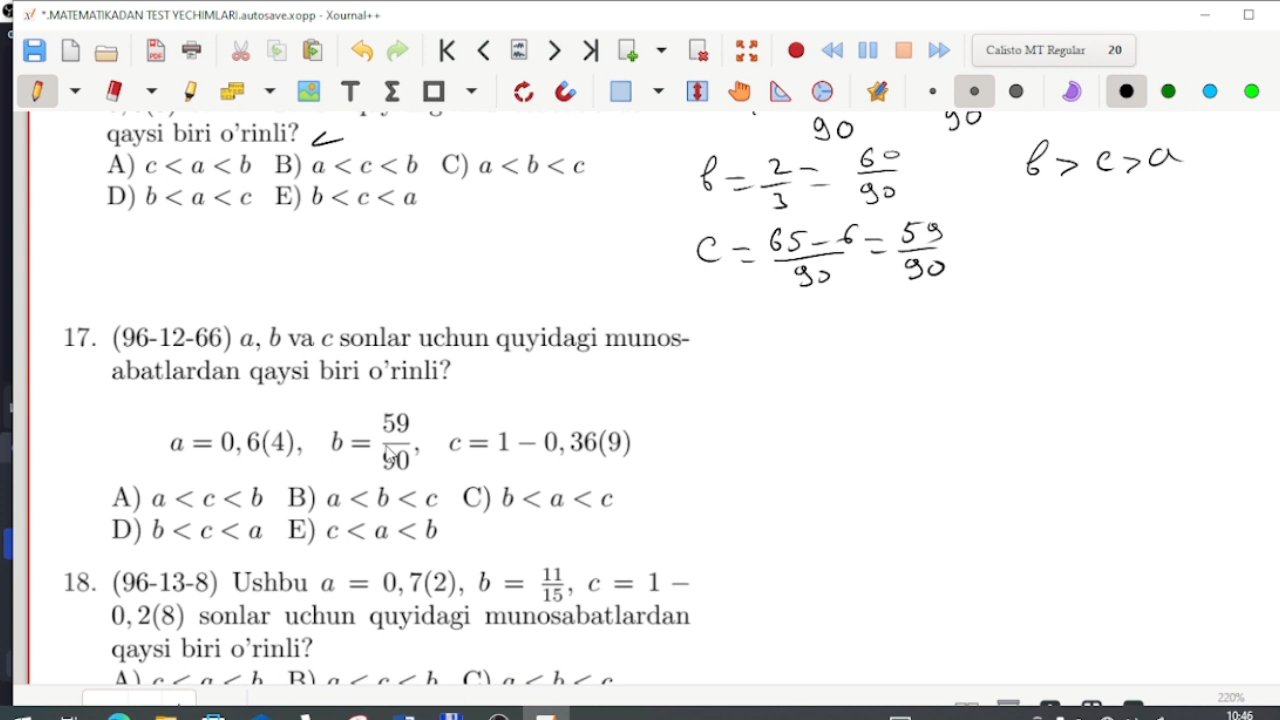 *.MATEMATIKADAN TEST YECHIMLARI.autosave.xopp - Xournal++
Calisto MT Regular 20
qaysi biri o'rinli?
A) c < a < b B) a < c < b C) a < b < c
D) b < a < c E) b < c < a
90
90
b = 2/3 = 60/90
b > c > a
c = 65-6/90 = 59/90
17. (96-12-66) a, b va c sonlar uchun quyidagi munos-
abatlardan qaysi biri o'rinli?
a = 0, 6(4), b = 59/90, c = 1 − 0, 36(9)
A) a < c < b B) a < b < c C) b < a < c
D) b < c < a E) c < a < b
18. (96-13-8) Ushbu a = 0, 7(2), b = 11/15, c = 1 −
0, 2(8) sonlar uchun quyidagi munosabatlardan
qaysi biri o'rinli?
A) c < a < b B) a < c < b C) a < b < c
220%
10:46